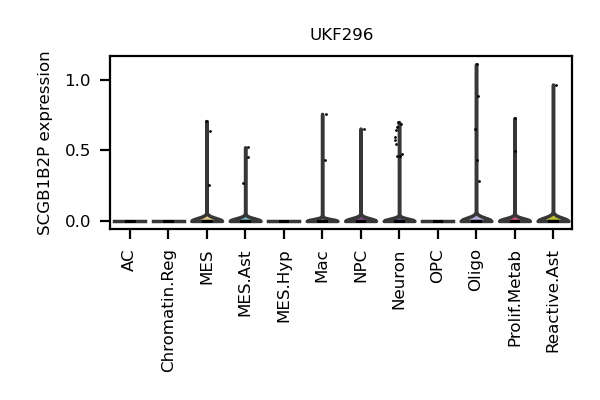 UKF296
SCGB1B2P expression
1.0
0.5
0.0
AC
Chromatin.Reg
MES
MES.Ast
MES.Hyp
Mac
NPC
Neuron
OPC
Oligo
Prolif.Metab
Reactive.Ast